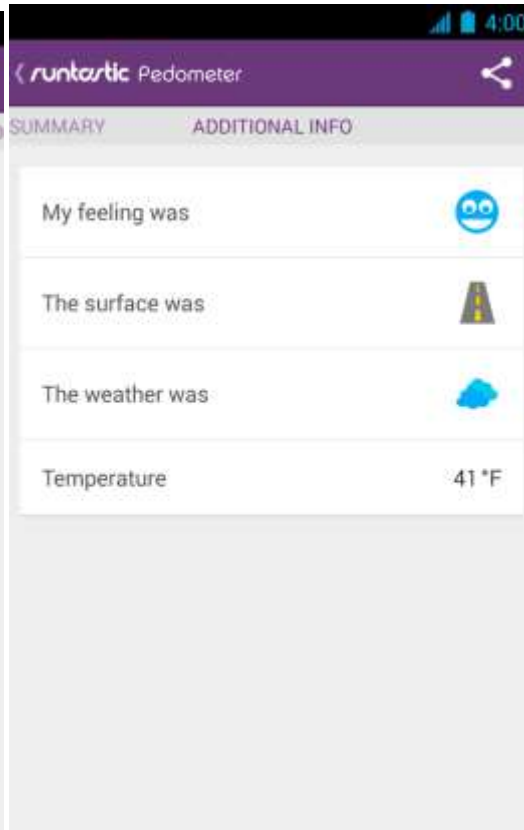 4:00
runtastic Pedometer
SUMMARY ADDITIONAL INFO
My feeling was
The surface was
The weather was
Temperature 41 °F